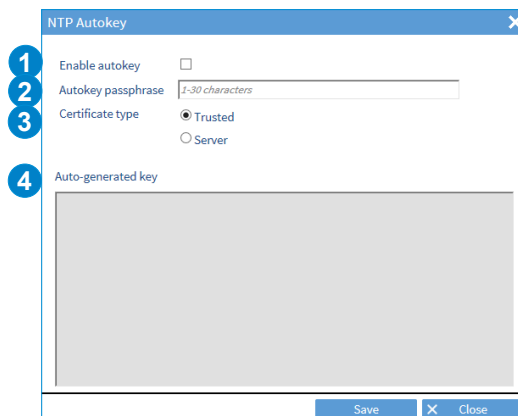 NTP Autokey
1 Enable autokey
2 Autokey passphrase 1-30 characters
3 Certificate type Trusted
Server
4 Auto-generated key
Save Close